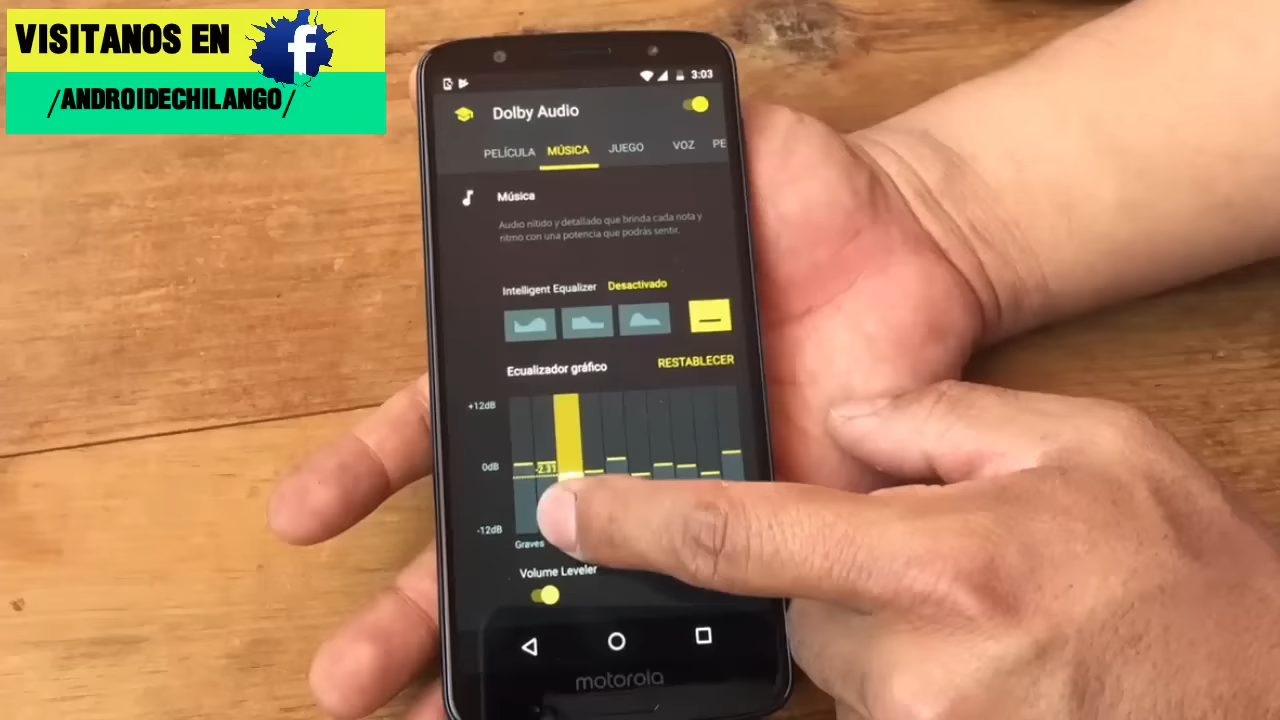 VISITANOS EN
/ANDROIDECHILANGO/
3:03
Dolby Audio
PELÍCULA MÚSICA JUEGO VOZ PE
Música
Audio nítido y detallado que brinda cada nota y
ritmo con una potencia que podrás sentir.
Intelligent Equalizer Desactivado
Ecualizador gráfico RESTABLECER
+12dB
0dB
-2.31
-12dB
Graves
Volume Leveler
motorola